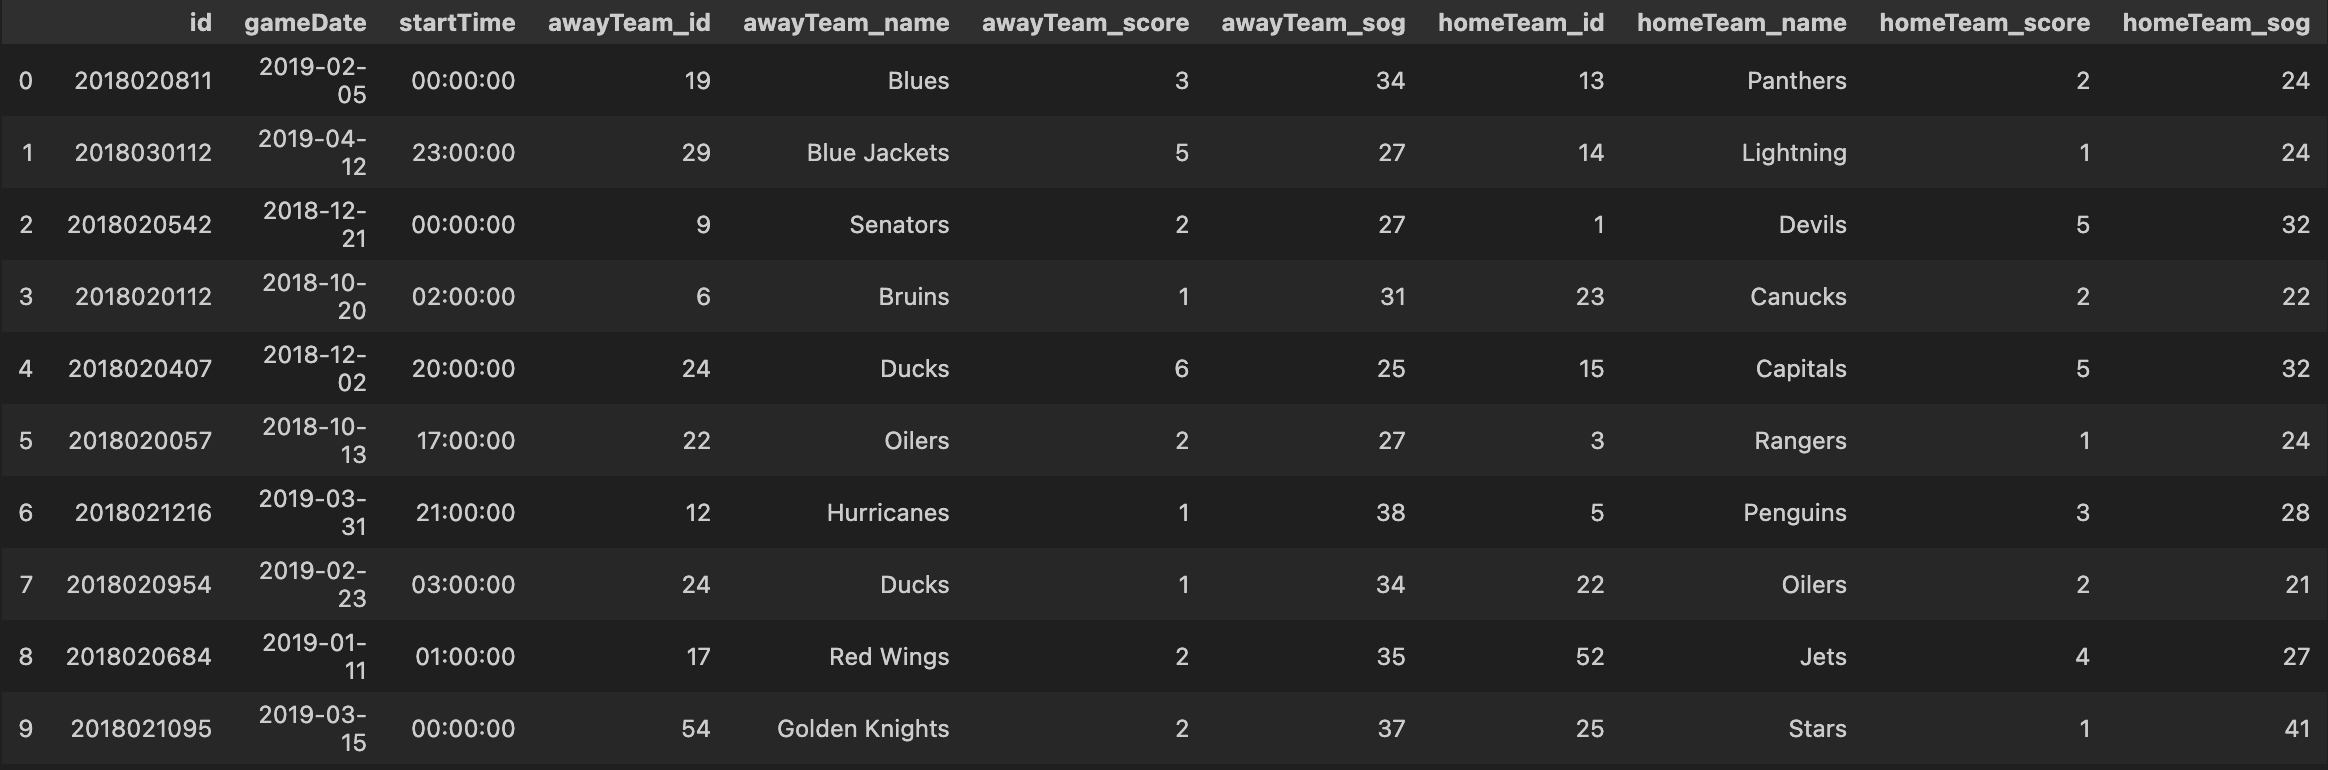 id gameDate startTime awayTeam_id awayTeam_name awayTeam_score awayTeam_sog homeTeam_id homeTeam_name homeTeam_score homeTeam_sog
0 2018020811 2019-02-05 00:00:00 19 Blues 3 34 13 Panthers 2 24
1 2018030112 2019-04-12 23:00:00 29 Blue Jackets 5 27 14 Lightning 1 24
2 2018020542 2018-12-21 00:00:00 9 Senators 2 27 1 Devils 5 32
3 2018020112 2018-10-20 02:00:00 6 Bruins 1 31 23 Canucks 2 22
4 2018020407 2018-12-02 20:00:00 24 Ducks 6 25 15 Capitals 5 32
5 2018020057 2018-10-13 17:00:00 22 Oilers 2 27 3 Rangers 1 24
6 2018021216 2019-03-31 21:00:00 12 Hurricanes 1 38 5 Penguins 3 28
7 2018020954 2019-02-23 03:00:00 24 Ducks 1 34 22 Oilers 2 21
8 2018020684 2019-01-11 01:00:00 17 Red Wings 2 35 52 Jets 4 27
9 2018021095 2019-03-15 00:00:00 54 Golden Knights 2 37 25 Stars 1 41